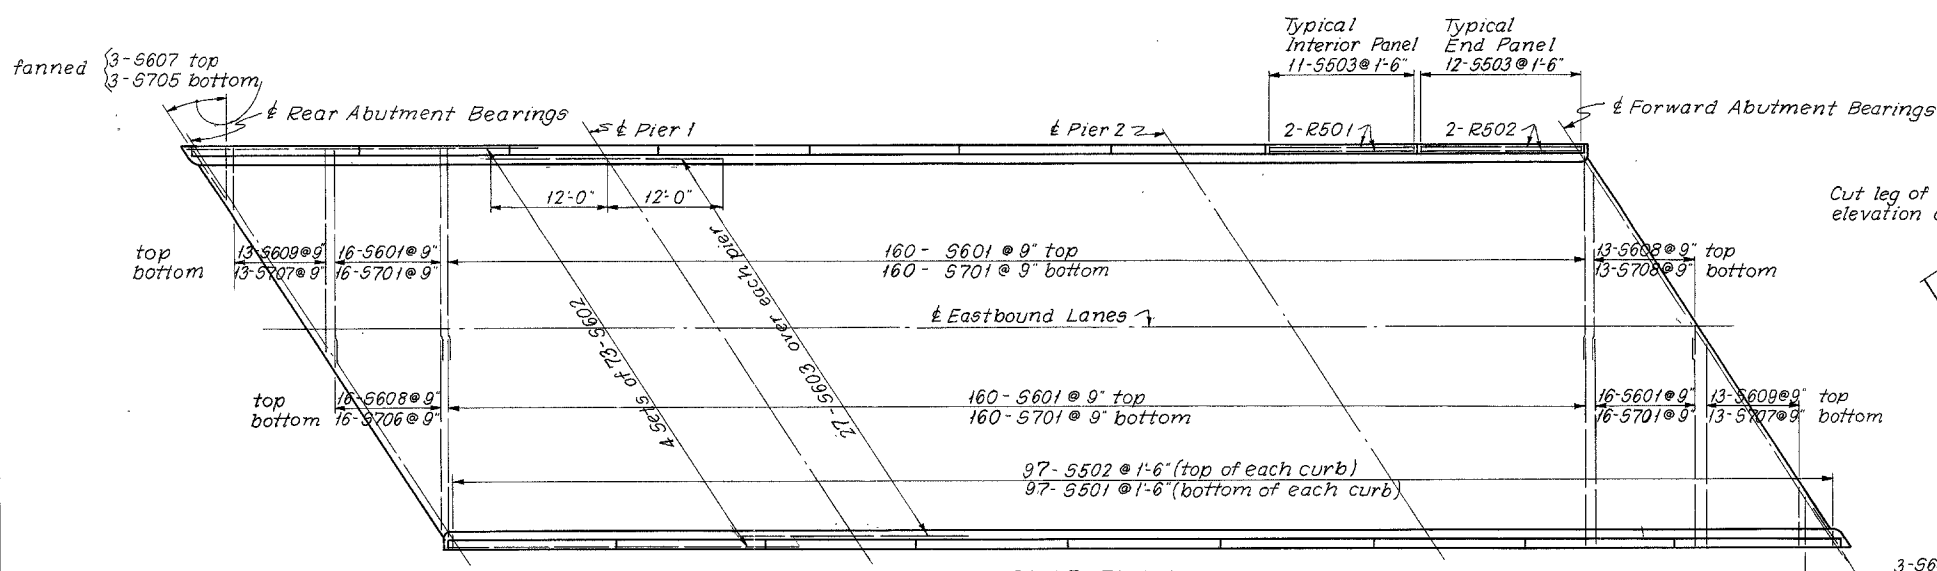 Typical
Interior Panel
11-S503@1'-6"
Typical
End Panel
12-S503@1'-6"
fanned
3-S607 top
3-S705 bottom
℄ Rear Abutment Bearings
℄ Pier 1
℄ Pier 2
2-R501
2-R502
℄ Forward Abutment Bearings
12'-0"
12'-0"
Cut leg of
elevation
top
bottom
13-S609@9"
13-S707@9"
16-S601@9"
16-S701@9"
160- S601 @ 9" top
160- S701 @ 9" bottom
13-S608@9" top
13-S708@9" bottom
℄ Eastbound Lanes
4 Sets of 73-S602
27-S603 over each pier
top
bottom
16-S608@9"
16-S706@9"
160-S601 @ 9" top
160-S701 @ 9" bottom
16-S601@9"
16-S701@9"
13-S609@9" top
13-S707@9" bottom
97-S502 @ 1'-6" (top of each curb)
97-S501 @ 1'-6" (bottom of each curb)